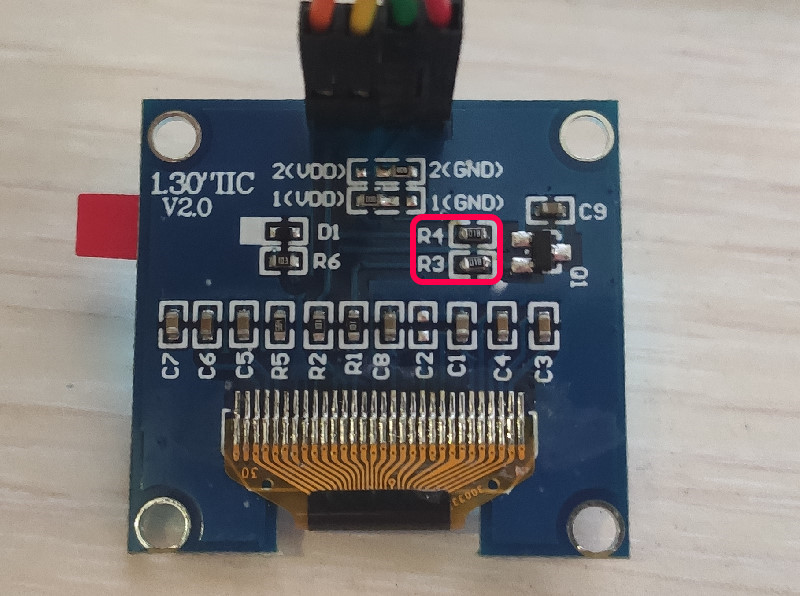 2(VDD) 2(GND)
1(VDD) 1(GND)
1.30"IIC
V2.0
D1
R6
R4
R3
C9
Q1
C7 C6 C5 R5 R2 R1 C8 C2 C1 C4 C3
30